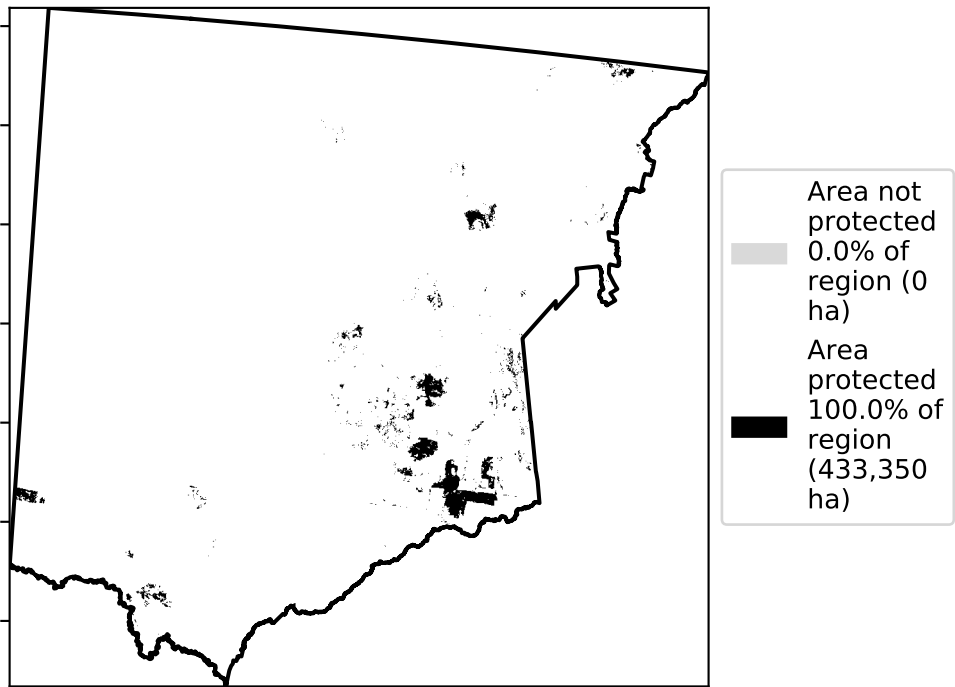 Area not
protected
0.0% of
region (0
ha)
Area
protected
100.0% of
region
(433,350
ha)